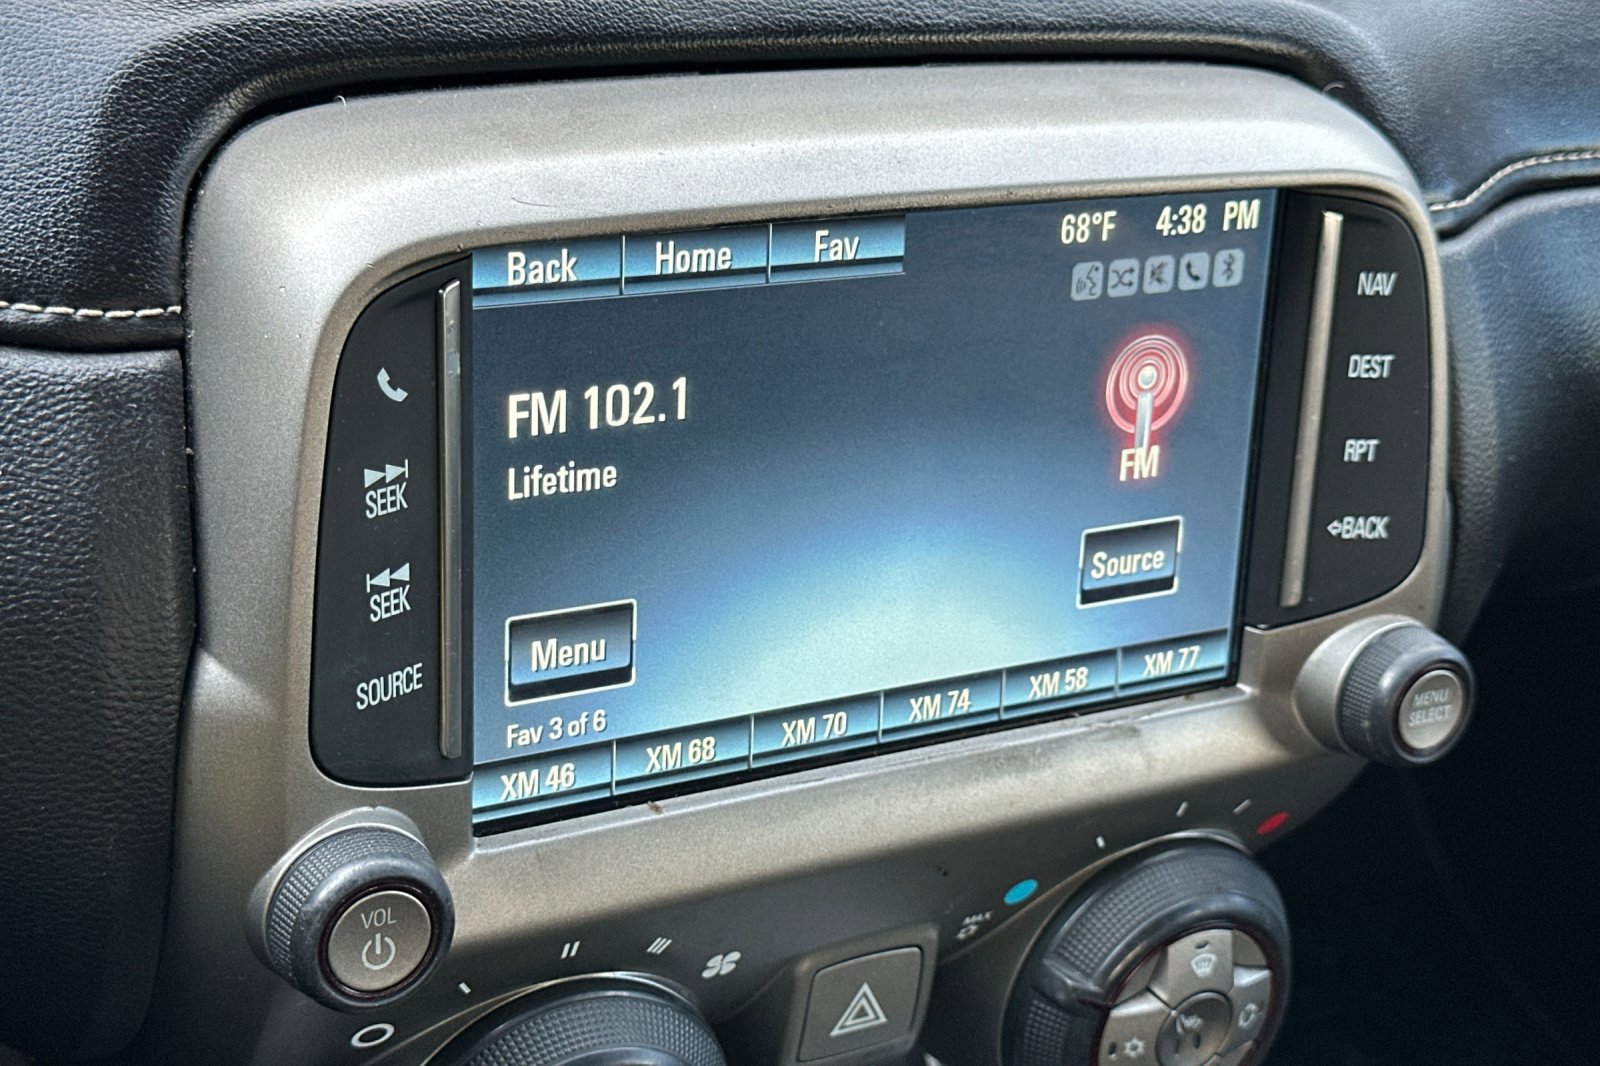 Back Home Fav 68°F 4:38 PM
FM 102.1
Lifetime
FM
Source
Menu
Fav 3 of 6
XM 46 XM 68 XM 70 XM 74 XM 58 XM 77
SEEK
SEEK
SOURCE
NAV
DEST
RPT
BACK
VOL
MENU
SELECT
MAX